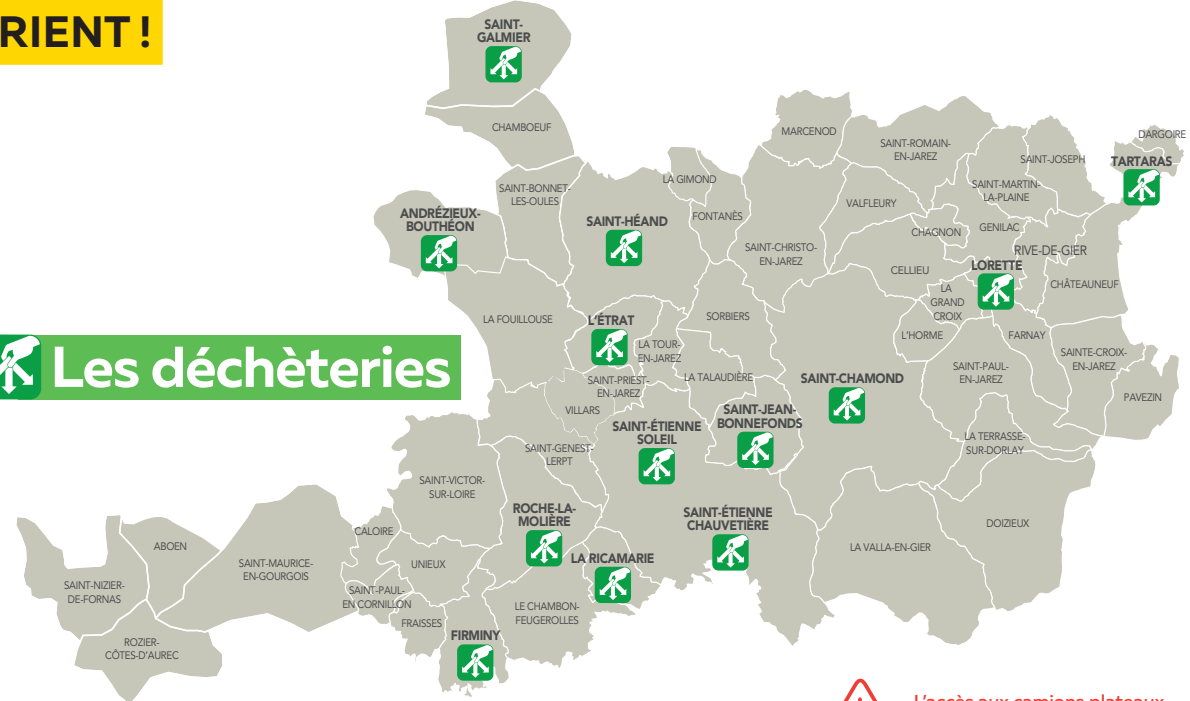 RIENT !
SAINT-
GALMIER
CHAMBOEUF
MARCENOD
DARGOIRE
SAINT-ROMAIN-
EN-JAREZ
SAINT-JOSEPH
TARTARAS
LA GIMOND
SAINT-BONNET-
LES-OULES
SAINT-MARTIN-
LA-PLAINE
VALFLEURY
ANDRÉZIEUX-
BOUTHÉON
SAINT-HÉAND
FONTANÈS
CHAGNON
GENILAC
SAINT-CHRISTO-
EN-JAREZ
RIVE-DE-GIER
CELLIEU
LORETTE
CHÂTEAUNEUF
LA
GRAND
CROIX
LA FOUILLOUSE
L'ÉTRAT
SORBIERS
L'HORME
FARNAY
LA TOUR-
EN-JAREZ
SAINTE-CROIX-
EN-JAREZ
Les déchèteries
SAINT-PRIEST-
EN-JAREZ
LA TALAUDIÈRE
SAINT-CHAMOND
SAINT-PAUL-
EN-JAREZ
PAVEZIN
VILLARS
SAINT-JEAN-
BONNEFONDS
SAINT-ÉTIENNE
SOLEIL
SAINT-GENEST-
LERPT
LA TERRASSE-
SUR-DORLAY
SAINT-VICTOR-
SUR-LOIRE
ROCHE-LA-
MOLIÈRE
SAINT-ÉTIENNE
CHAUVETIÈRE
DOIZIEUX
CALOIRE
ABOEN
LA VALLA-EN-GIER
SAINT-MAURICE-
EN-GOURGOIS
UNIEUX
LA RICAMARIE
SAINT-NIZIER-
DE-FORNAS
SAINT-PAUL-
EN CORNILLON
LE CHAMBON-
FEUGEROLLES
FRAISSES
FIRMINY
ROZIER-
CÔTES-D'AUREC
L'accès aux camions plateaux